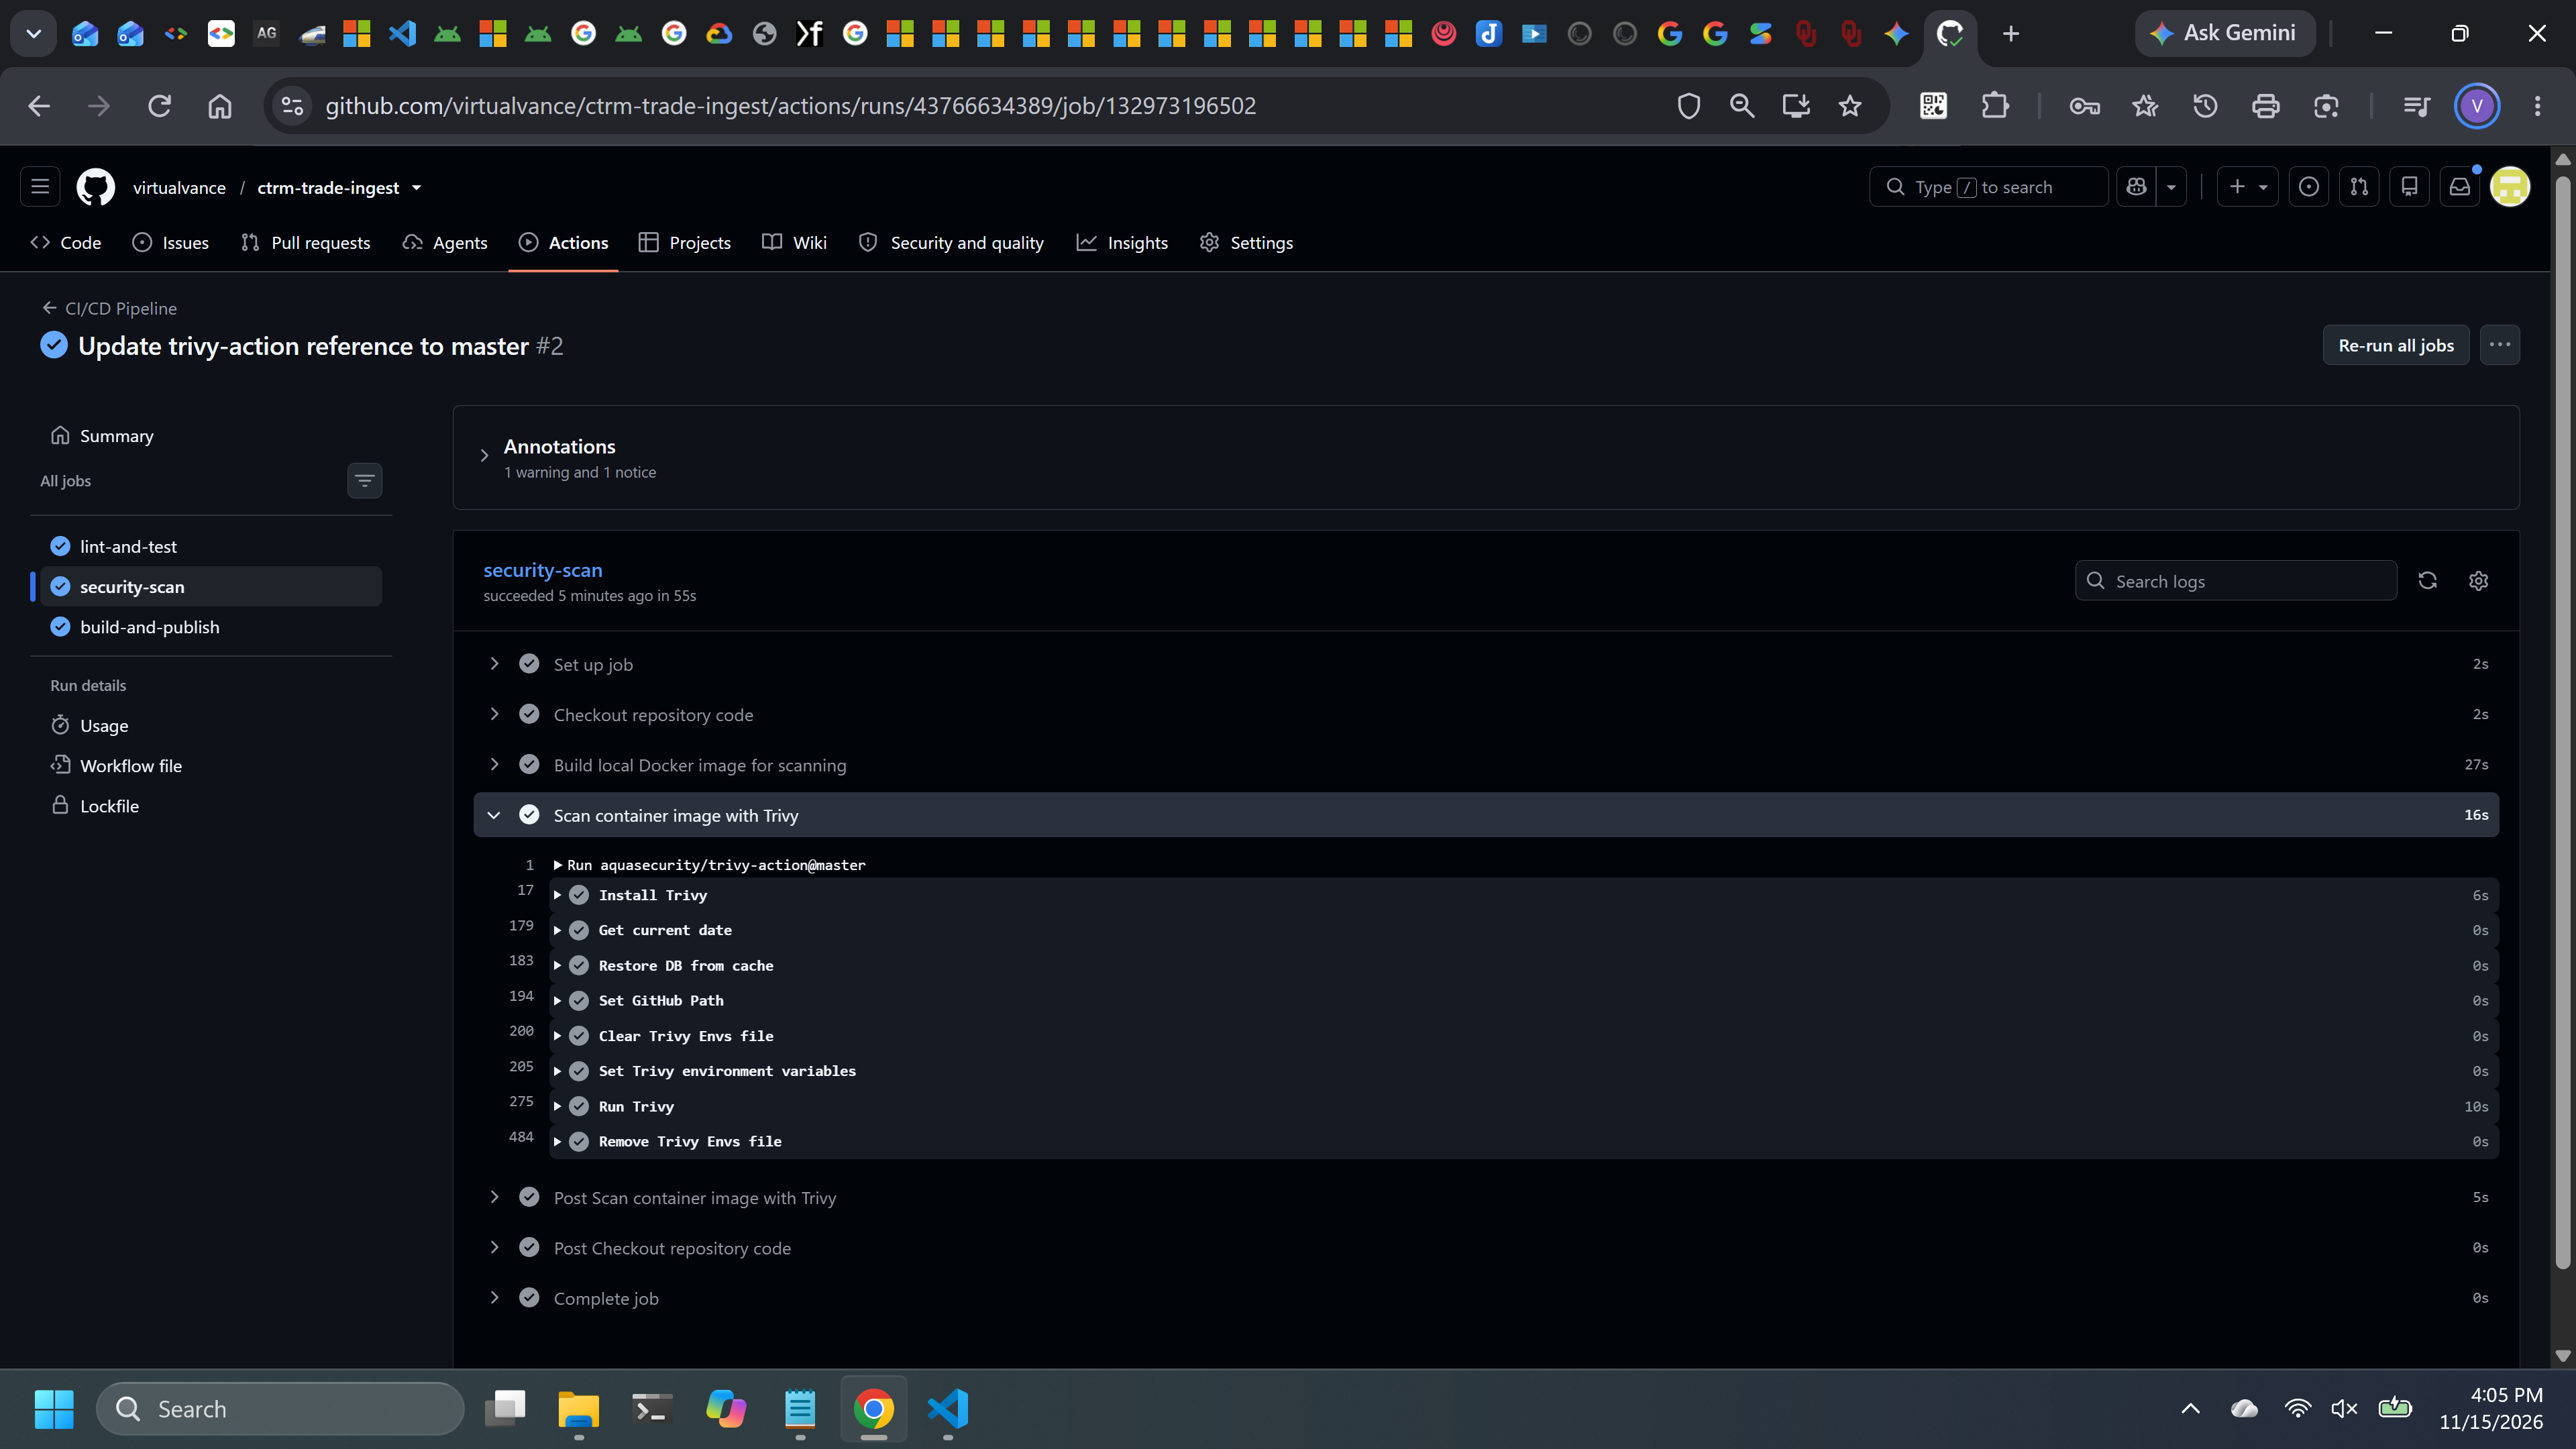 AG
Ask Gemini
github.com/virtualvance/ctrm-trade-ingest/actions/runs/43766634389/job/132973196502
V
virtualvance / ctrm-trade-ingest
Type / to search
Code
Issues
Pull requests
Agents
Actions
Projects
Wiki
Security and quality
Insights
Settings
CI/CD Pipeline
Update trivy-action reference to master #2
Re-run all jobs
Summary
All jobs
lint-and-test
security-scan
build-and-publish
Run details
Usage
Workflow file
Lockfile
Annotations
1 warning and 1 notice
security-scan
succeeded 5 minutes ago in 55s
Search logs
Set up job 2s
Checkout repository code 2s
Build local Docker image for scanning 27s
Scan container image with Trivy 16s
1 Run aquasecurity/trivy-action@master
17 Install Trivy 6s
179 Get current date 0s
183 Restore DB from cache 0s
194 Set GitHub Path 0s
200 Clear Trivy Envs file 0s
205 Set Trivy environment variables 0s
275 Run Trivy 10s
484 Remove Trivy Envs file 0s
Post Scan container image with Trivy 5s
Post Checkout repository code 0s
Complete job 0s
Search
4:05 PM
11/15/2026